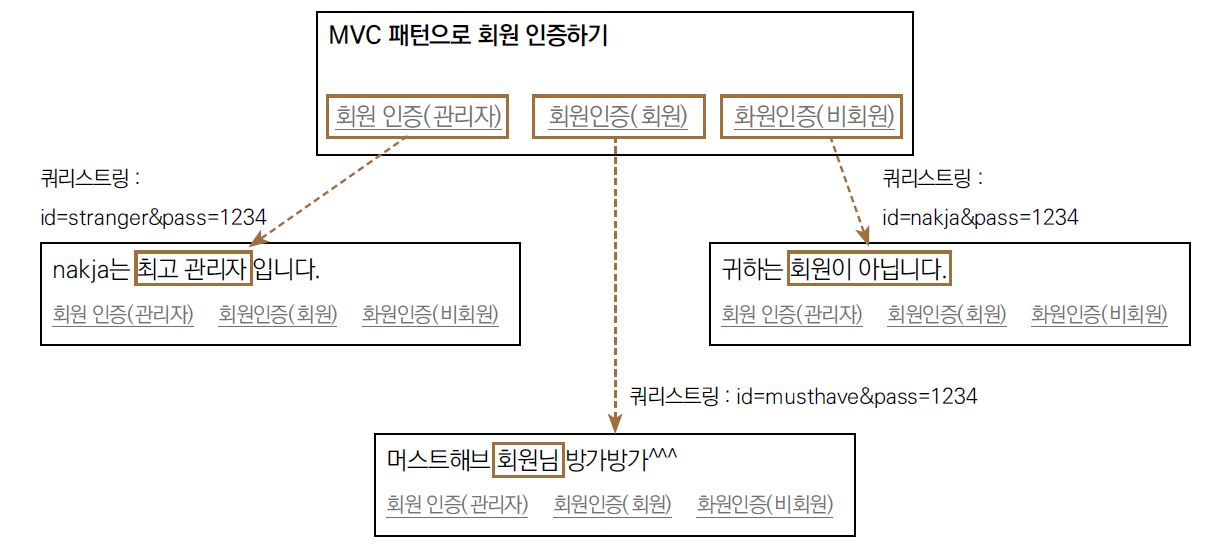 MVC 패턴으로 회원 인증하기
회원 인증(관리자) 회원인증(회원) 화원인증(비회원)
쿼리스트링 :
id=stranger&pass=1234
nakja는 최고 관리자 입니다.
회원 인증(관리자) 회원인증(회원) 화원인증(비회원)
쿼리스트링 :
id=nakja&pass=1234
귀하는 회원이 아닙니다.
회원 인증(관리자) 회원인증(회원) 화원인증(비회원)
쿼리스트링 : id=musthave&pass=1234
머스트해브 회원님 방가방가^^^
회원 인증(관리자) 회원인증(회원) 화원인증(비회원)